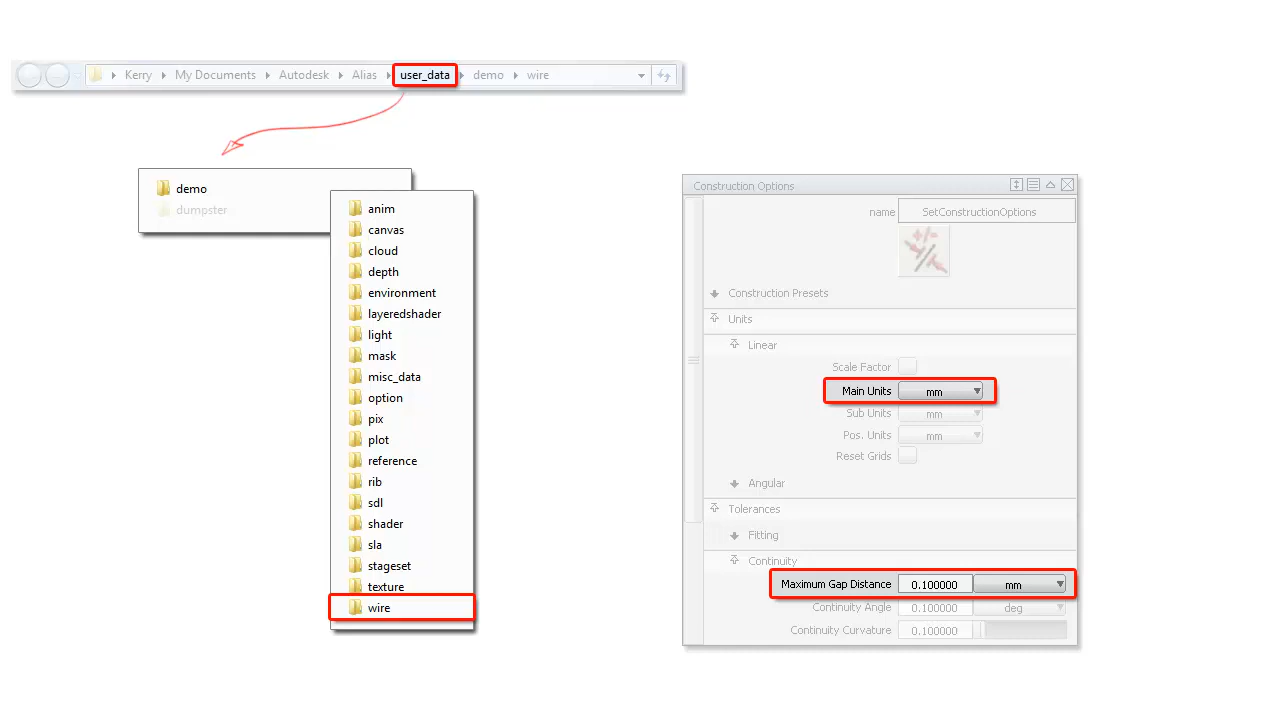 Kerry My Documents Autodesk Alias user_data demo wire
demo
dumpster
anim
canvas
cloud
depth
environment
layeredshader
light
mask
misc_data
option
pix
plot
reference
rib
sdl
shader
sla
stageset
texture
wire
Construction Options
name SetConstructionOptions
Construction Presets
Units
Linear
Scale Factor
Main Units mm
Sub Units mm
Pos. Units mm
Reset Grids
Angular
Tolerances
Fitting
Continuity
Maximum Gap Distance 0.100000 mm
Continuity Angle 0.100000 deg
Continuity Curvature 0.100000